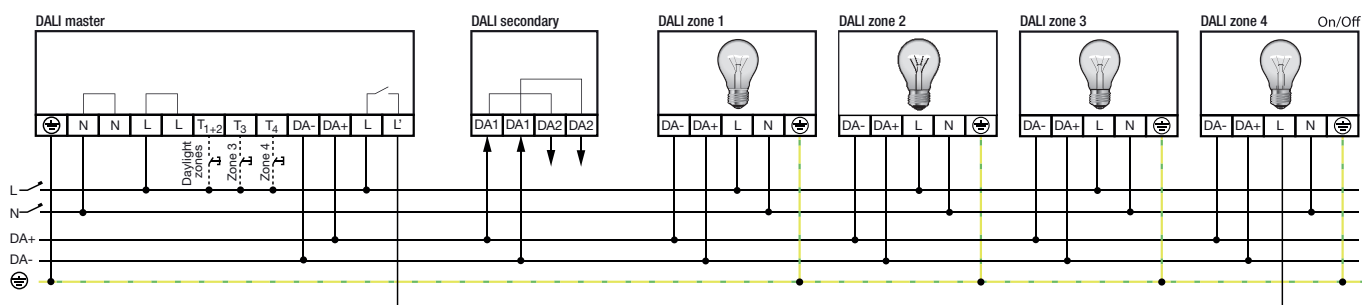 DALI master
DALI secondary
DALI zone 1
DALI zone 2
DALI zone 3
DALI zone 4
On/Off
N N L L T1+2 T3 T4 DA- DA+ L L'
DA1 DA1 DA2 DA2
DA- DA+ L N
DA- DA+ L N
DA- DA+ L N
DA- DA+ L N
Daylight
zones
Zone 3
Zone 4
L
N
DA+
DA-